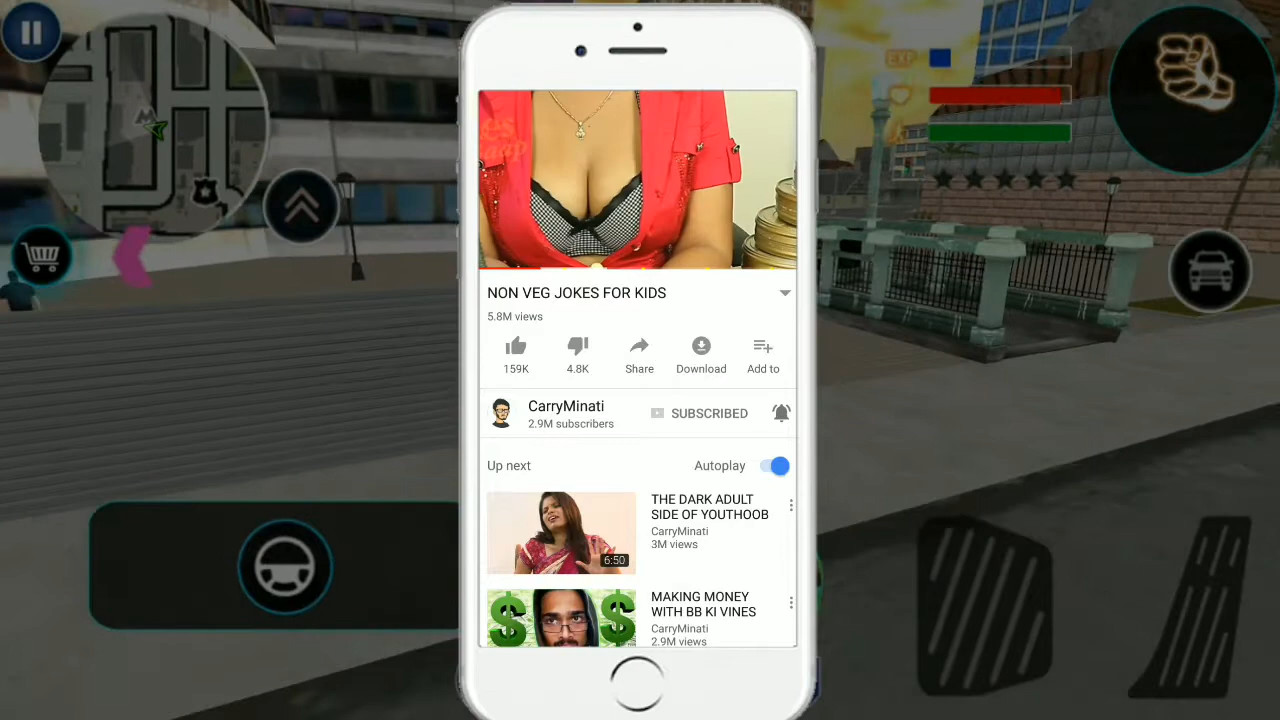 EXP
NON VEG JOKES FOR KIDS
5.8M views
159K
4.8K
Share
Download
Add to
CarryMinati
2.9M subscribers
SUBSCRIBED
Up next
Autoplay
THE DARK ADULT
SIDE OF YOUTHOOB
CarryMinati
3M views
6:50
MAKING MONEY
WITH BB KI VINES
CarryMinati
2.9M views